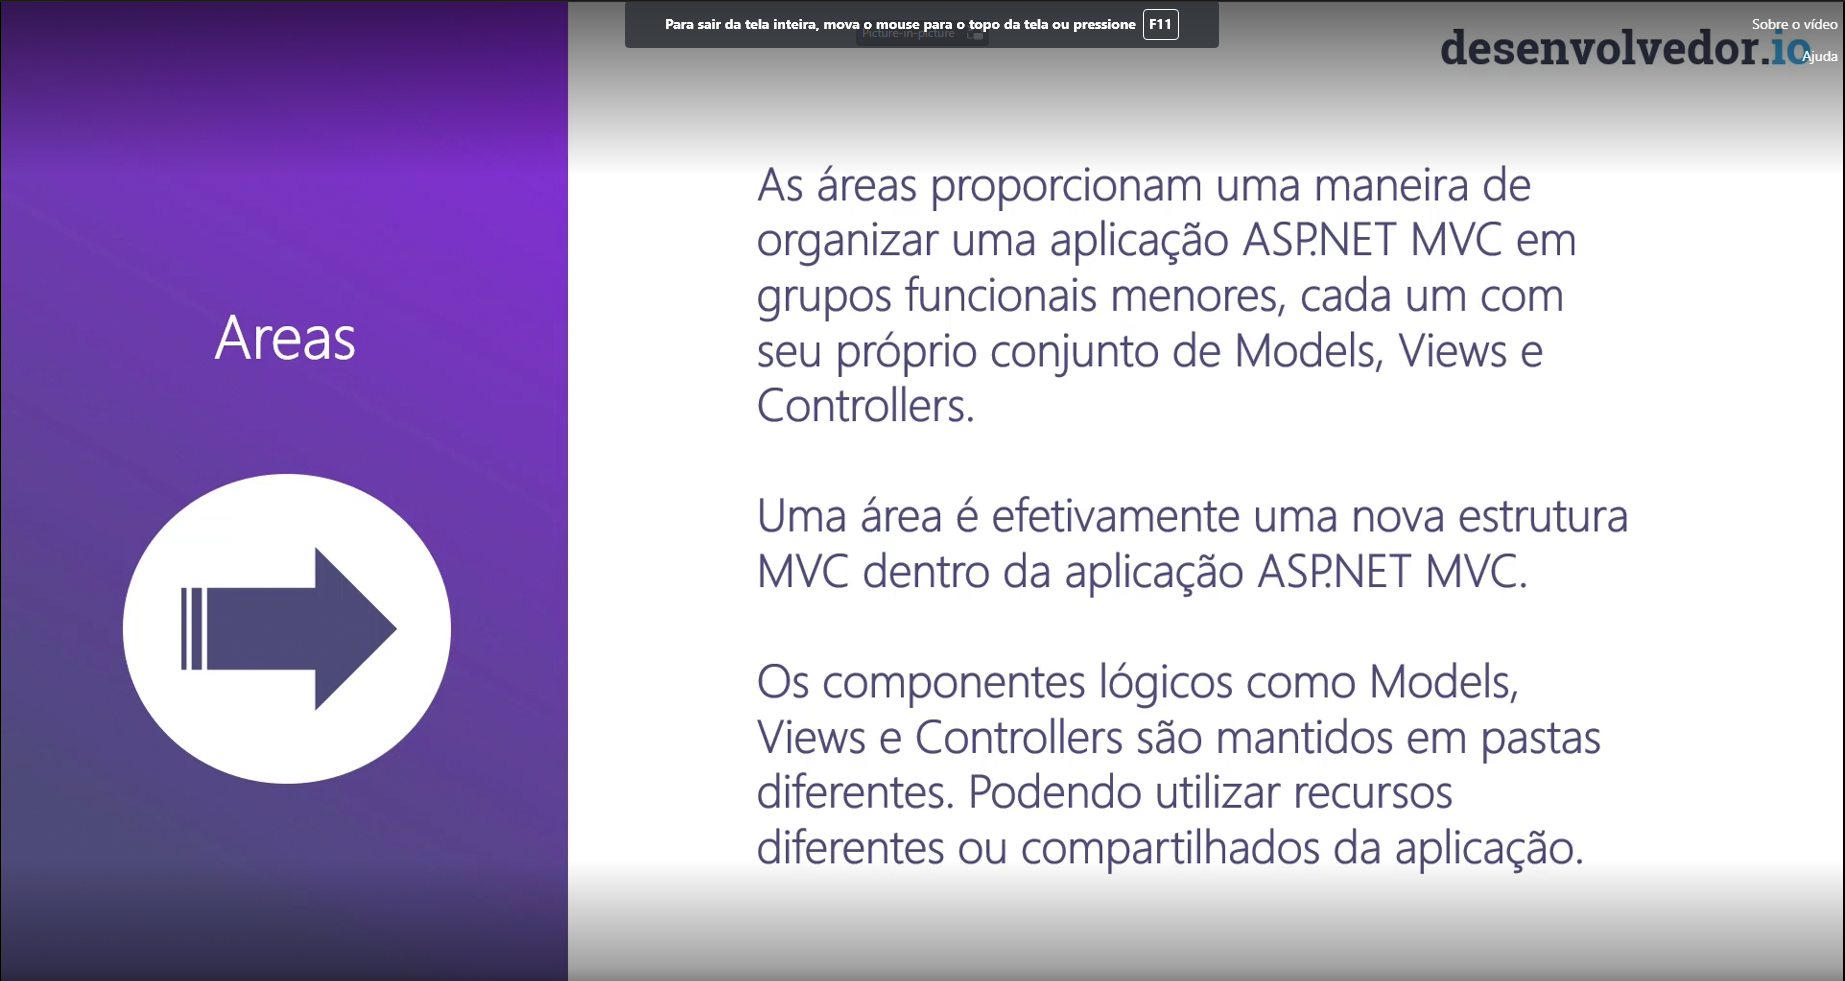 Para sair da tela inteira, mova o mouse para o topo da tela ou pressione F11
Picture-in-picture
Sobre o vídeo
desenvolvedor.io
Ajuda
Areas
As áreas proporcionam uma maneira de
organizar uma aplicação ASP.NET MVC em
grupos funcionais menores, cada um com
seu próprio conjunto de Models, Views e
Controllers.
Uma área é efetivamente uma nova estrutura
MVC dentro da aplicação ASP.NET MVC.
Os componentes lógicos como Models,
Views e Controllers são mantidos em pastas
diferentes. Podendo utilizar recursos
diferentes ou compartilhados da aplicação.